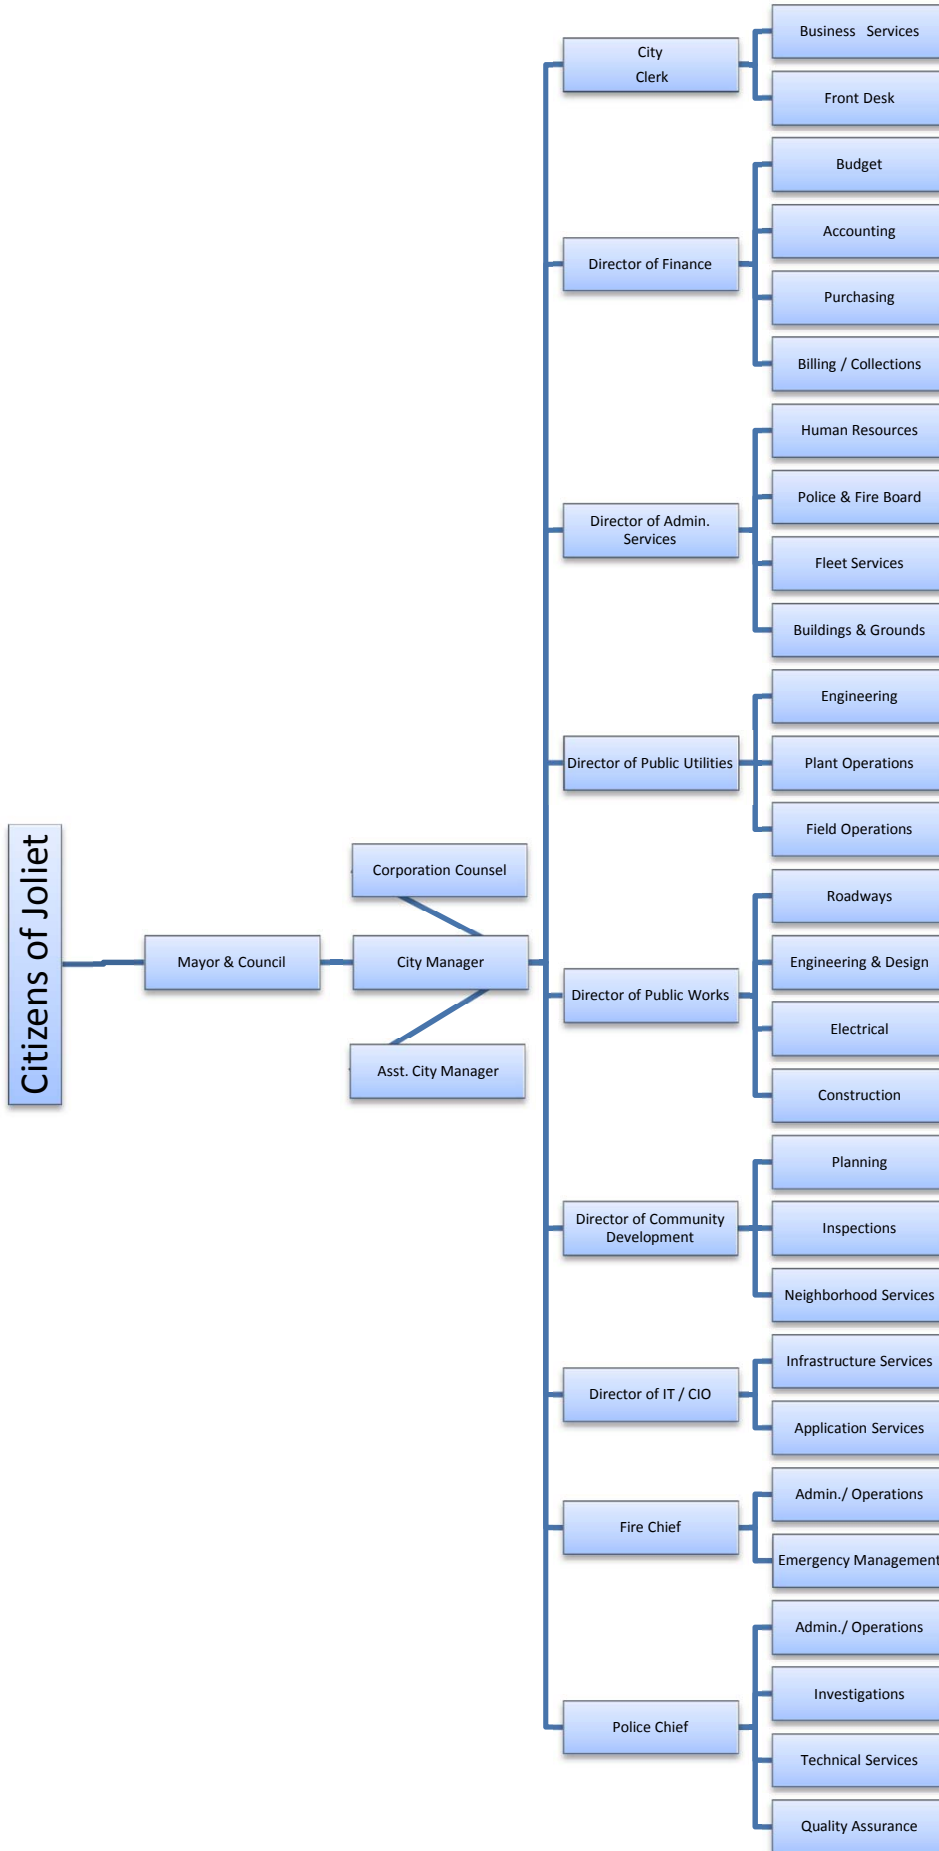 Citizens of Joliet
Mayor & Council
Corporation Counsel
City Manager
Asst. City Manager
City
Clerk
Business Services
Front Desk
Director of Finance
Budget
Accounting
Purchasing
Billing / Collections
Director of Admin.
Services
Human Resources
Police & Fire Board
Fleet Services
Buildings & Grounds
Director of Public Utilities
Engineering
Plant Operations
Field Operations
Director of Public Works
Roadways
Engineering & Design
Electrical
Construction
Director of Community
Development
Planning
Inspections
Neighborhood Services
Director of IT / CIO
Infrastructure Services
Application Services
Fire Chief
Admin./ Operations
Emergency Management
Police Chief
Admin./ Operations
Investigations
Technical Services
Quality Assurance